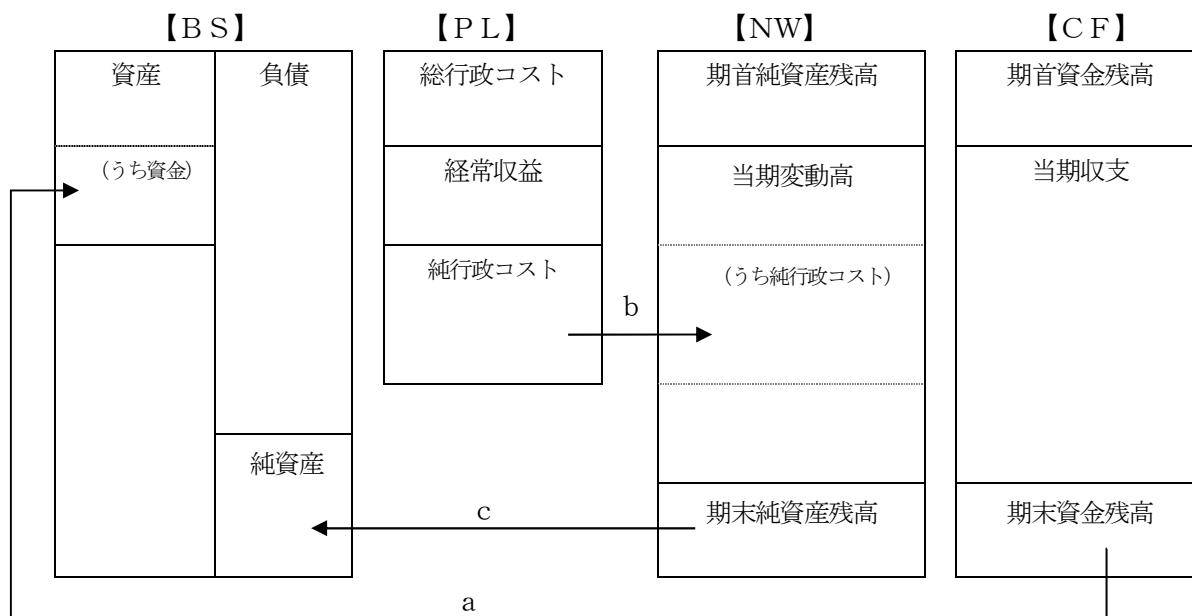 【ＢＳ】 【ＰＬ】 【NW】 【ＣＦ】
資産 負債 総行政コスト 期首純資産残高 期首資金残高
(うち資金) 経常収益 当期変動高 当期収支
純行政コスト (うち純行政コスト)
b
純資産
c 期末純資産残高 期末資金残高
a